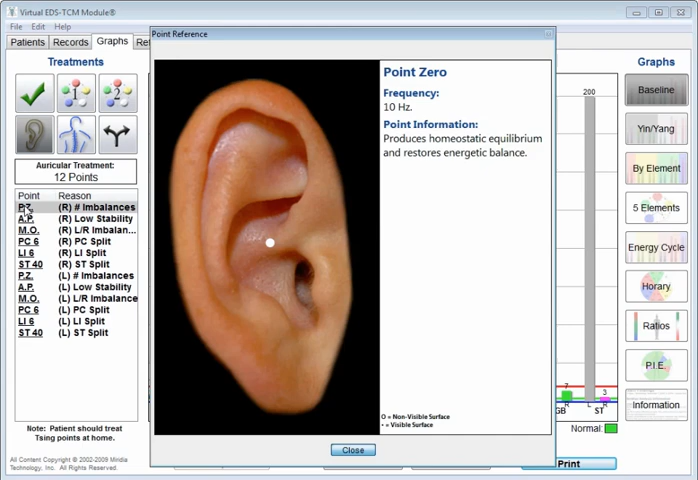 Virtual EDS-TCM Module®
File Edit Help
Patients Records Graphs
Treatments
1 2
Auricular Treatment:
12 Points
Point Reason
P.Z. (R) # Imbalances
A.P. (R) Low Stability
M.O. (R) L/R Imbalan...
PC 6 (R) PC Split
LI 6 (R) LI Split
ST 40 (R) ST Split
P.Z. (L) # Imbalances
A.P. (L) Low Stability
M.O. (L) L/R Imbalance
PC 6 (L) PC Split
LI 6 (L) LI Split
ST 40 (L) ST Split
Note: Patient should treat
Tsing points at home.
All Content Copyright © 2002-2009 Miridia
Technology, Inc. All Rights Reserved.
Point Reference
Point Zero
Frequency:
10 Hz.
Point Information:
Produces homeostatic equilibrium
and restores energetic balance.
O = Non-Visible Surface
• = Visible Surface
Close
200
7 3
R L R
GB ST
Normal:
Print
Graphs
Baseline
Yin/Yang
By Element
5 Elements
Energy Cycle
Horary
Ratios
P.I.E.
Information